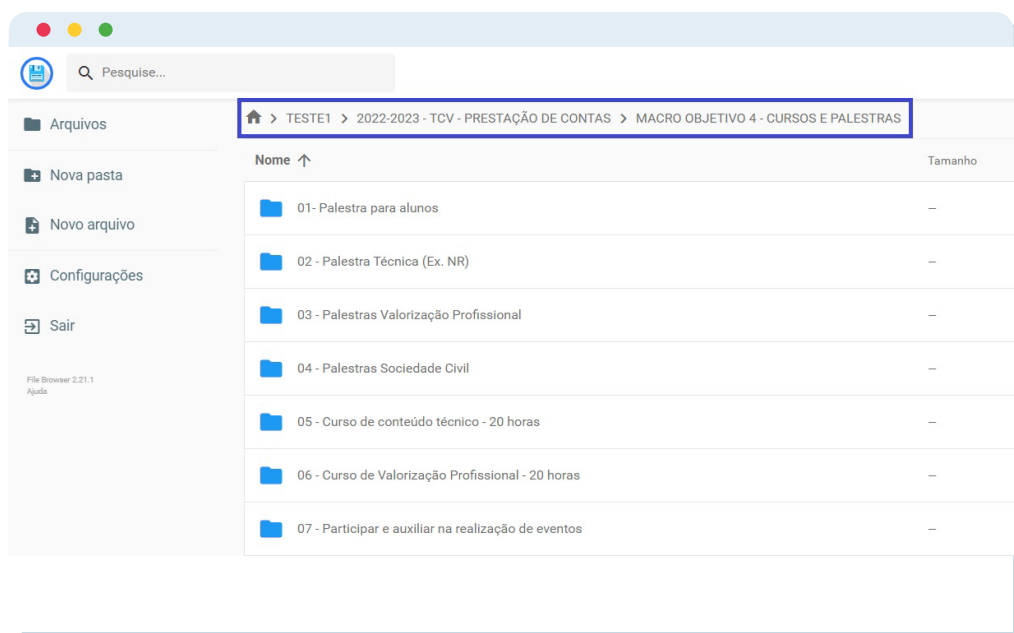 Pesquise...
Arquivos
Nova pasta
Novo arquivo
Configurações
Sair
File Browser 2.21.1
Ajuda
TESTE1 > 2022-2023 - TCV - PRESTAÇÃO DE CONTAS > MACRO OBJETIVO 4 - CURSOS E PALESTRAS
Nome Tamanho
01- Palestra para alunos –
02 - Palestra Técnica (Ex. NR) –
03 - Palestras Valorização Profissional –
04 - Palestras Sociedade Civil –
05 - Curso de conteúdo técnico - 20 horas –
06 - Curso de Valorização Profissional - 20 horas –
07 - Participar e auxiliar na realização de eventos –